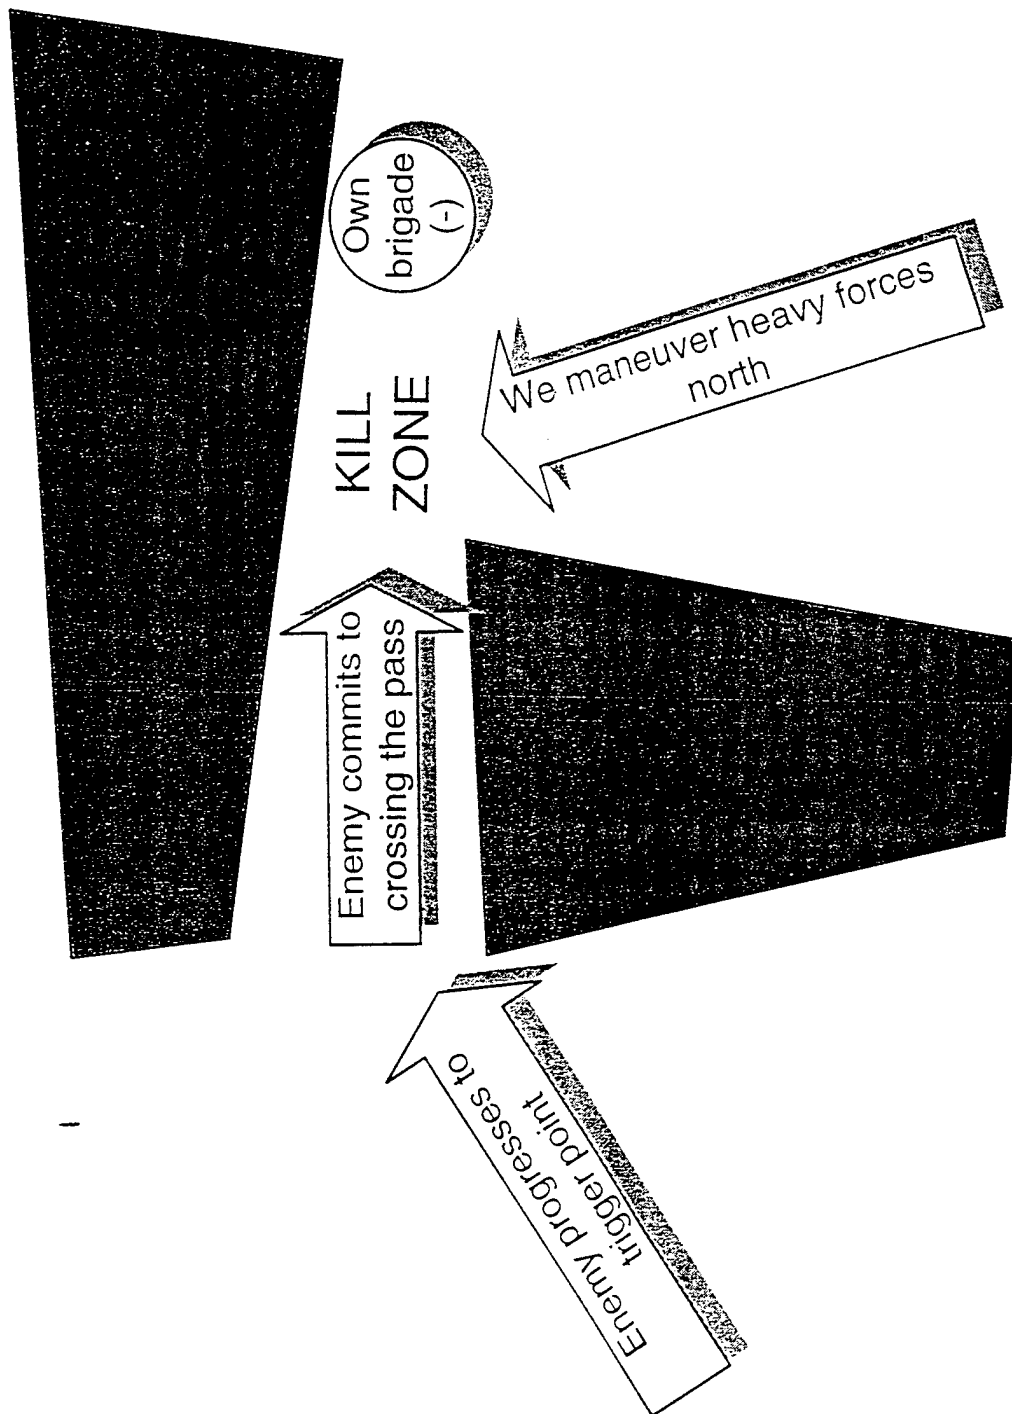 Enemy progresses to
trigger point
Enemy commits to
crossing the pass
KILL
ZONE
Own
brigade
(-)
We maneuver heavy forces
north